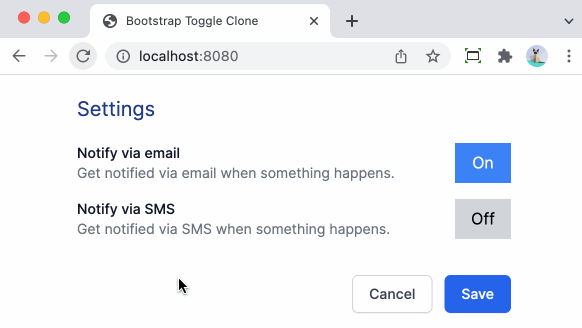 Bootstrap Toggle Clone
localhost:8080
Settings
Notify via email
Get notified via email when something happens.
On
Notify via SMS
Get notified via SMS when something happens.
Off
Cancel
Save